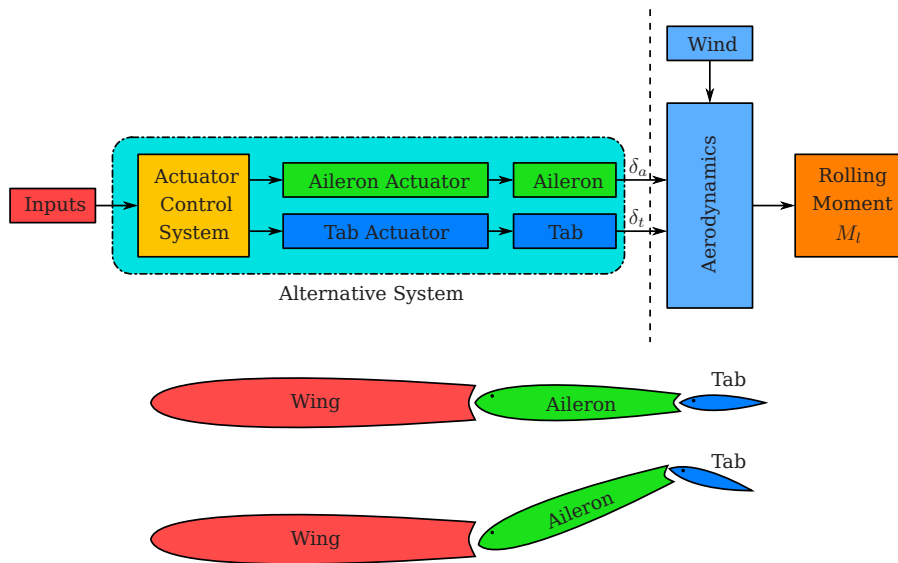 Wind
Inputs
Actuator
Control
System
Aileron Actuator
Aileron
δₐ
Tab Actuator
Tab
δₜ
Aerodynamics
Rolling
Moment
Mₗ
Alternative System
Wing
Aileron
Tab
Wing
Aileron
Tab